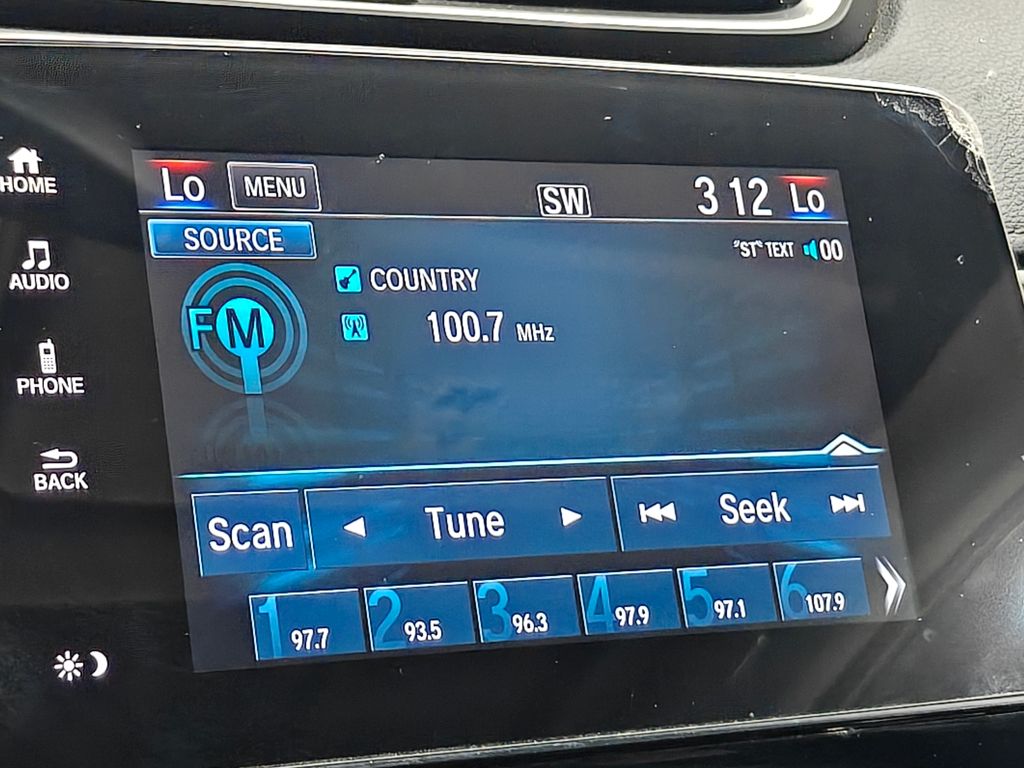 HOME
AUDIO
PHONE
BACK
Lo MENU SW 3 12 Lo
SOURCE "ST" TEXT 00
FM
COUNTRY
100.7 MHz
Scan Tune Seek
1 97.7 2 93.5 3 96.3 4 97.9 5 97.1 6 107.9